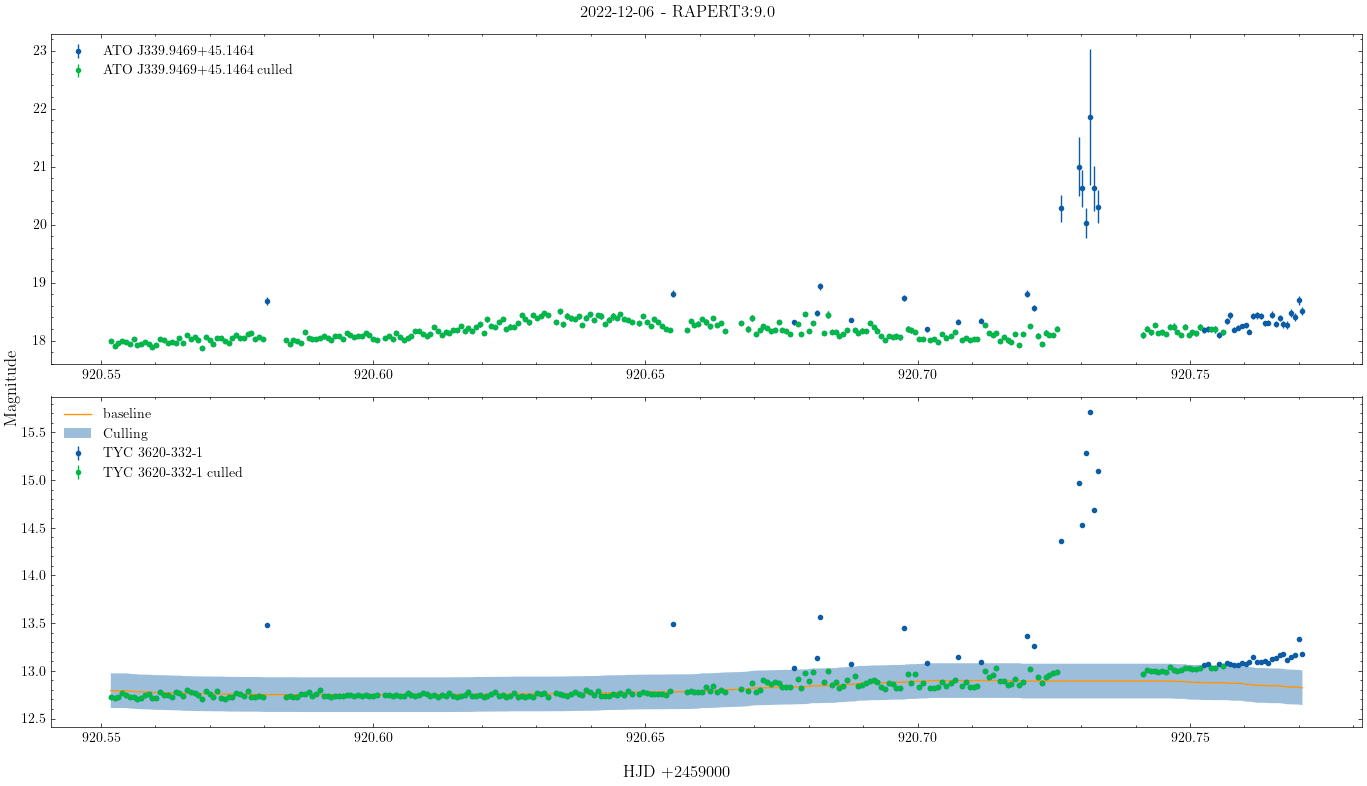 2022-12-06 - RAPERT3:9.0
ATO J339.9469+45.1464
ATO J339.9469+45.1464 culled
23
22
21
20
19
18
920.55 920.60 920.65 920.70 920.75
Magnitude
baseline
Culling
TYC 3620-332-1
TYC 3620-332-1 culled
15.5
15.0
14.5
14.0
13.5
13.0
12.5
920.55 920.60 920.65 920.70 920.75
HJD +2459000